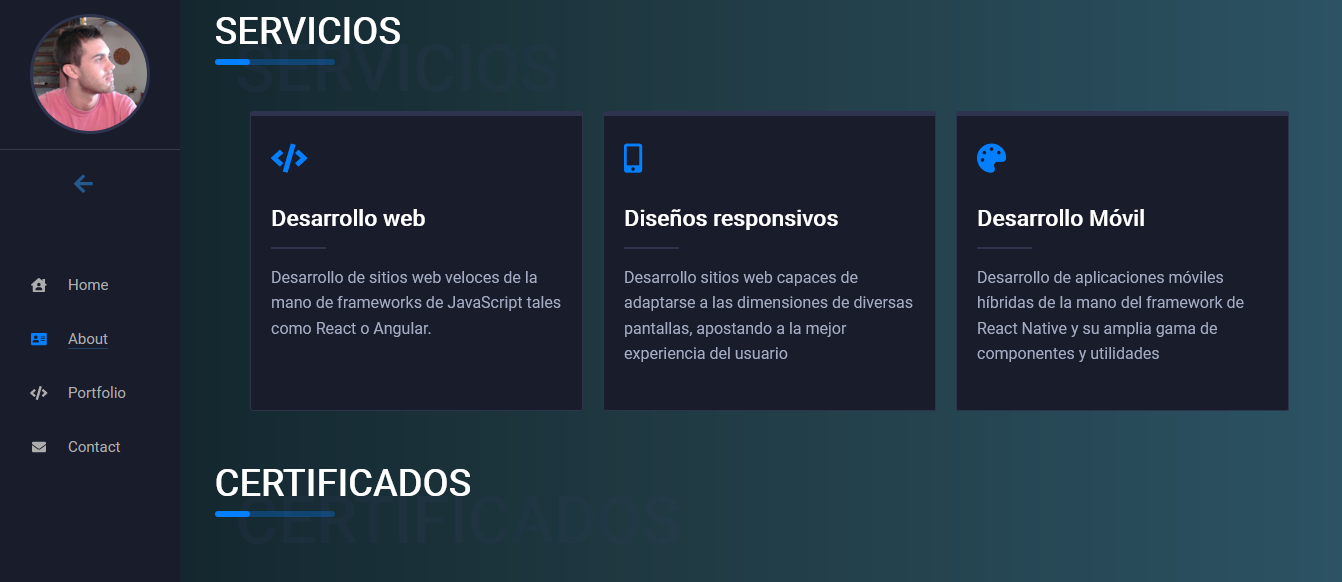 SERVICIOS
SERVICIOS
Desarrollo web
Desarrollo de sitios web veloces de la
mano de frameworks de JavaScript tales
como React o Angular.
Diseños responsivos
Desarrollo sitios web capaces de
adaptarse a las dimensiones de diversas
pantallas, apostando a la mejor
experiencia del usuario
Desarrollo Móvil
Desarrollo de aplicaciones móviles
híbridas de la mano del framework de
React Native y su amplia gama de
componentes y utilidades
Home
About
Portfolio
Contact
CERTIFICADOS
CERTIFICADOS